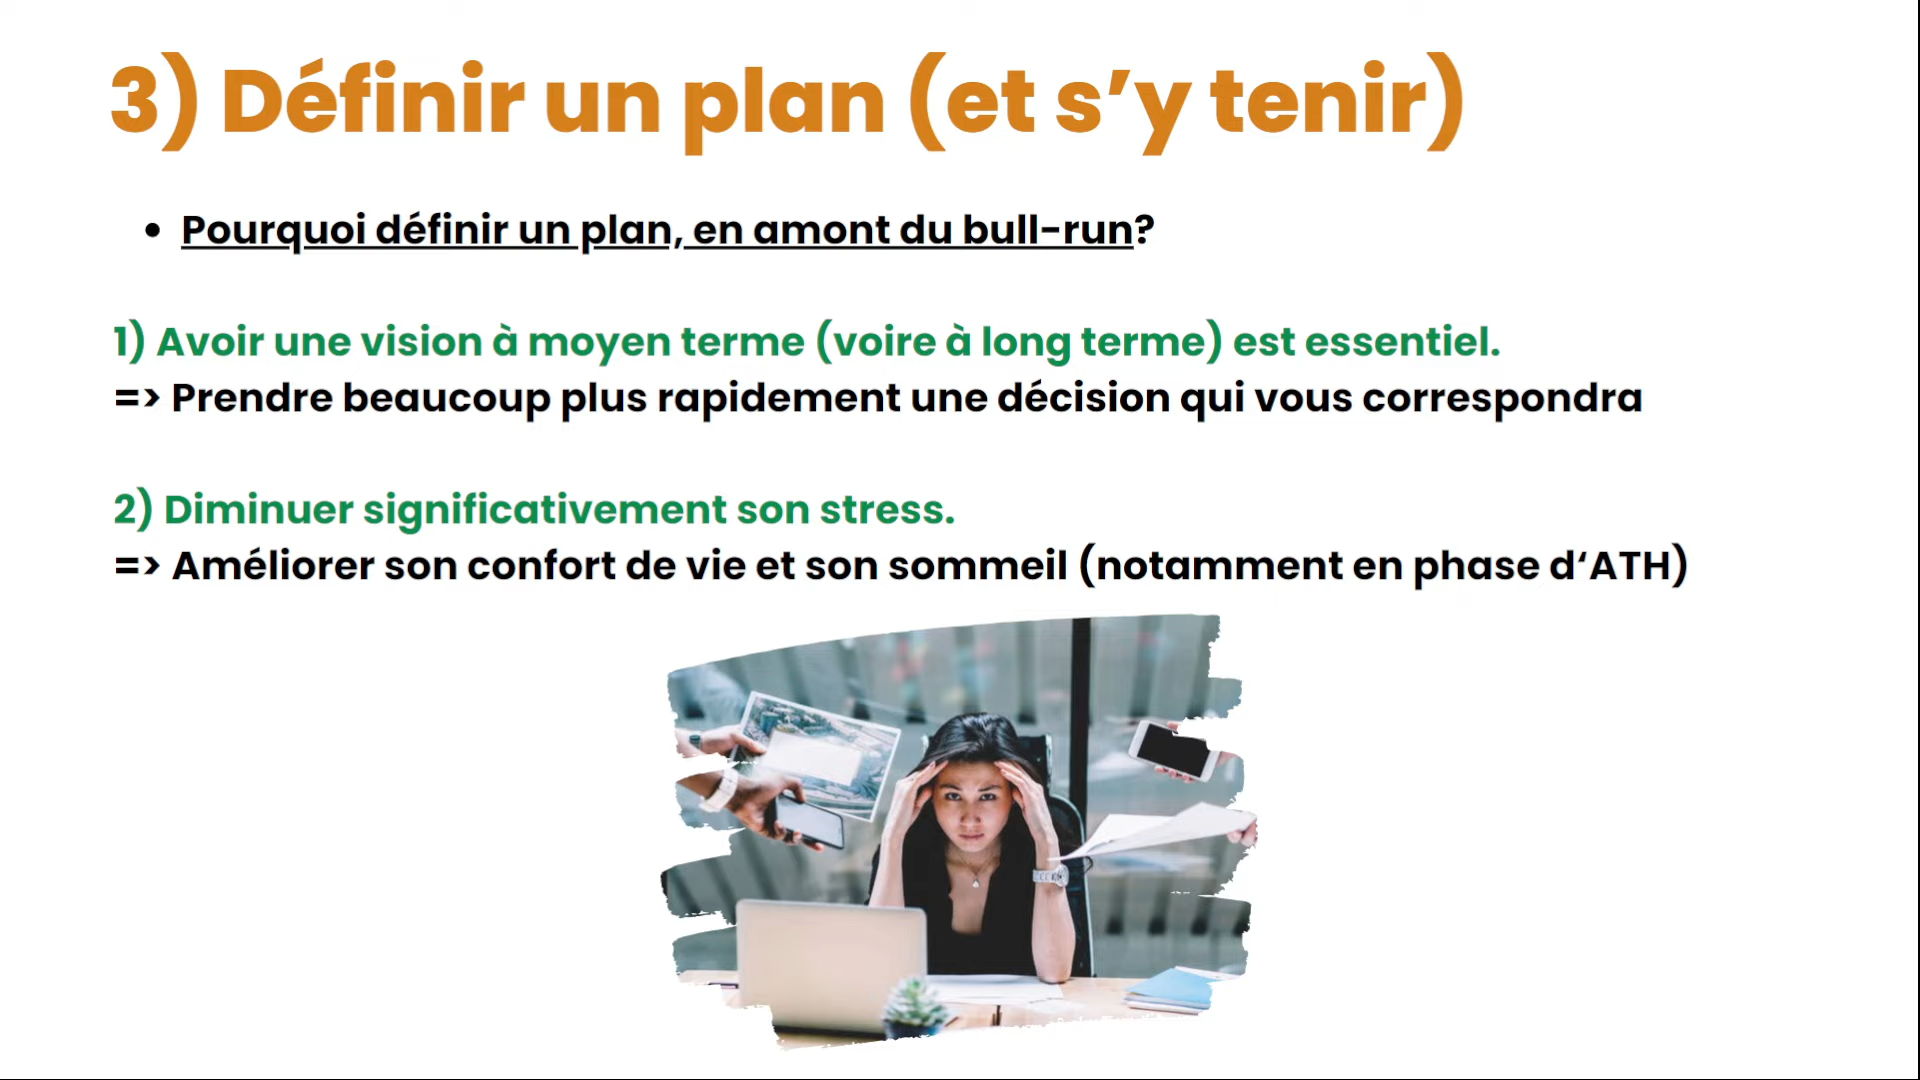 3) Définir un plan (et s’y tenir)
• Pourquoi définir un plan, en amont du bull-run?
1) Avoir une vision à moyen terme (voire à long terme) est essentiel.
=> Prendre beaucoup plus rapidement une décision qui vous correspondra
2) Diminuer significativement son stress.
=> Améliorer son confort de vie et son sommeil (notamment en phase d‘ATH)